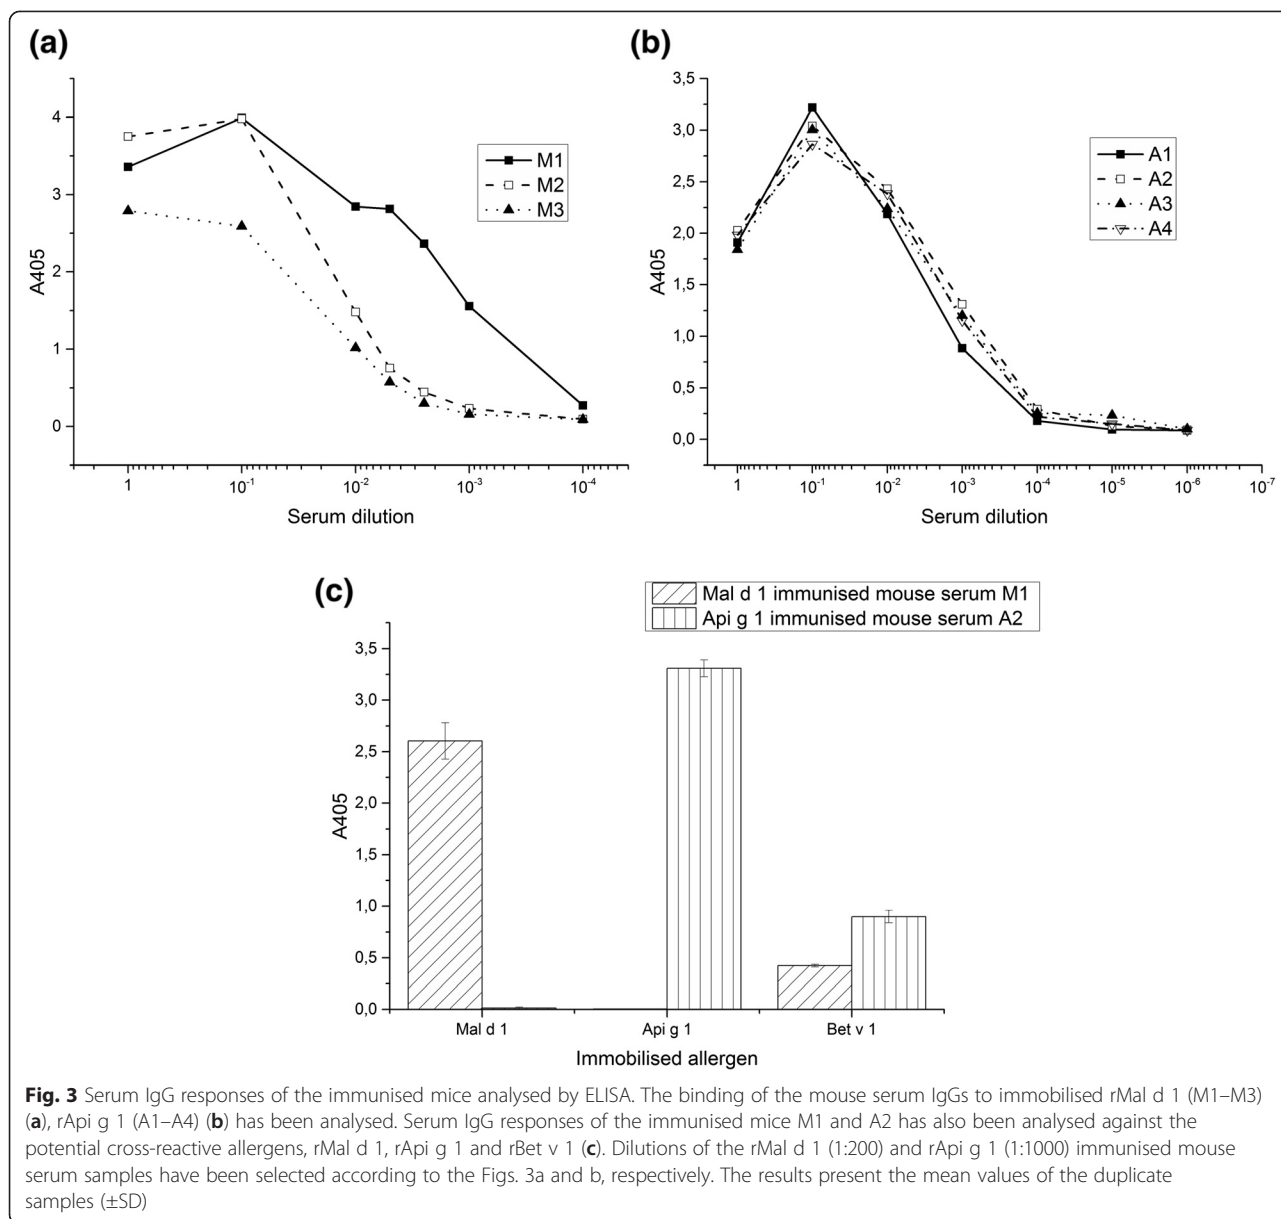 (a)
4
3
2
1
0
A405
M1
M2
M3
1
10-1
10-2
10-3
10-4
Serum dilution
(b)
3,5
3,0
2,5
2,0
1,5
1,0
0,5
0,0
A405
A1
A2
A3
A4
1
10-1
10-2
10-3
10-4
10-5
10-6
10-7
Serum dilution
(c)
Mal d 1 immunised mouse serum M1
Api g 1 immunised mouse serum A2
3,5
3,0
2,5
2,0
1,5
1,0
0,5
0,0
A405
Mal d 1
Api g 1
Bet v 1
Immobilised allergen
Fig. 3 Serum IgG responses of the immunised mice analysed by ELISA. The binding of the mouse serum IgGs to immobilised rMal d 1 (M1–M3)
(a), rApi g 1 (A1–A4) (b) has been analysed. Serum IgG responses of the immunised mice M1 and A2 has also been analysed against the
potential cross-reactive allergens, rMal d 1, rApi g 1 and rBet v 1 (c). Dilutions of the rMal d 1 (1:200) and rApi g 1 (1:1000) immunised mouse
serum samples have been selected according to the Figs. 3a and b, respectively. The results present the mean values of the duplicate
samples (±SD)